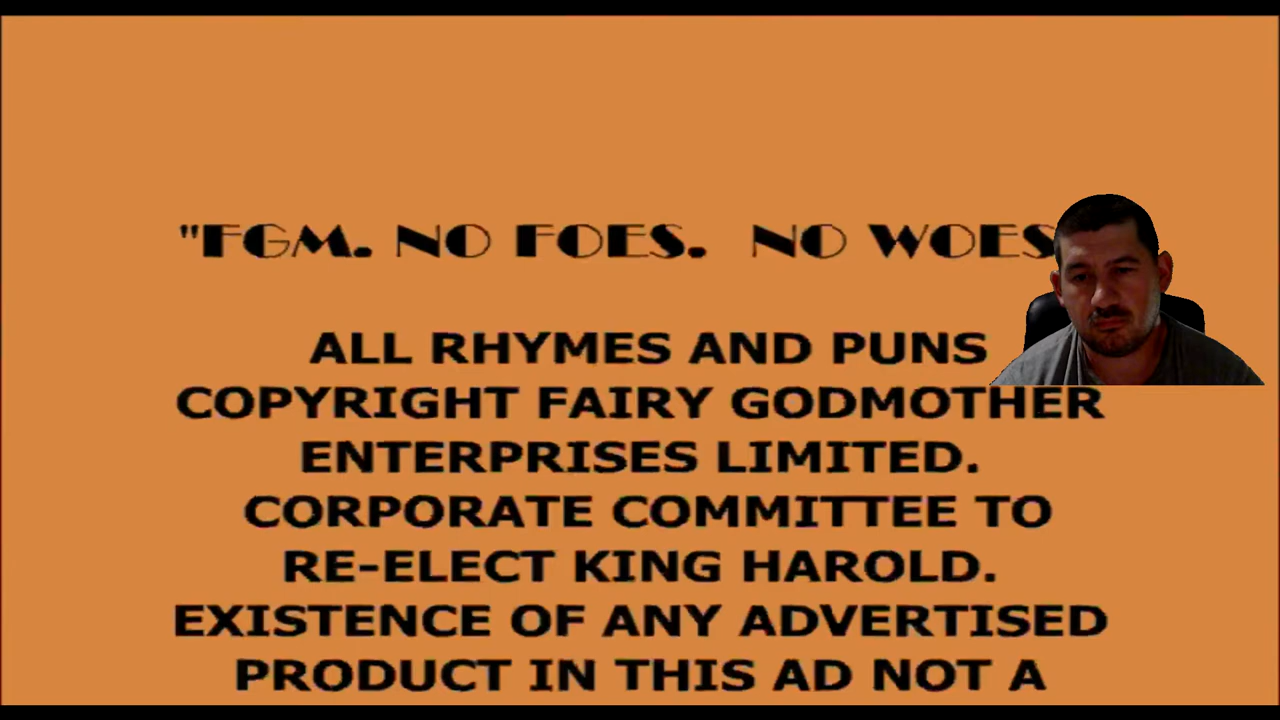 "FGM. NO FOES. NO WOES
ALL RHYMES AND PUNS
COPYRIGHT FAIRY GODMOTHER
ENTERPRISES LIMITED.
CORPORATE COMMITTEE TO
RE-ELECT KING HAROLD.
EXISTENCE OF ANY ADVERTISED
PRODUCT IN THIS AD NOT A